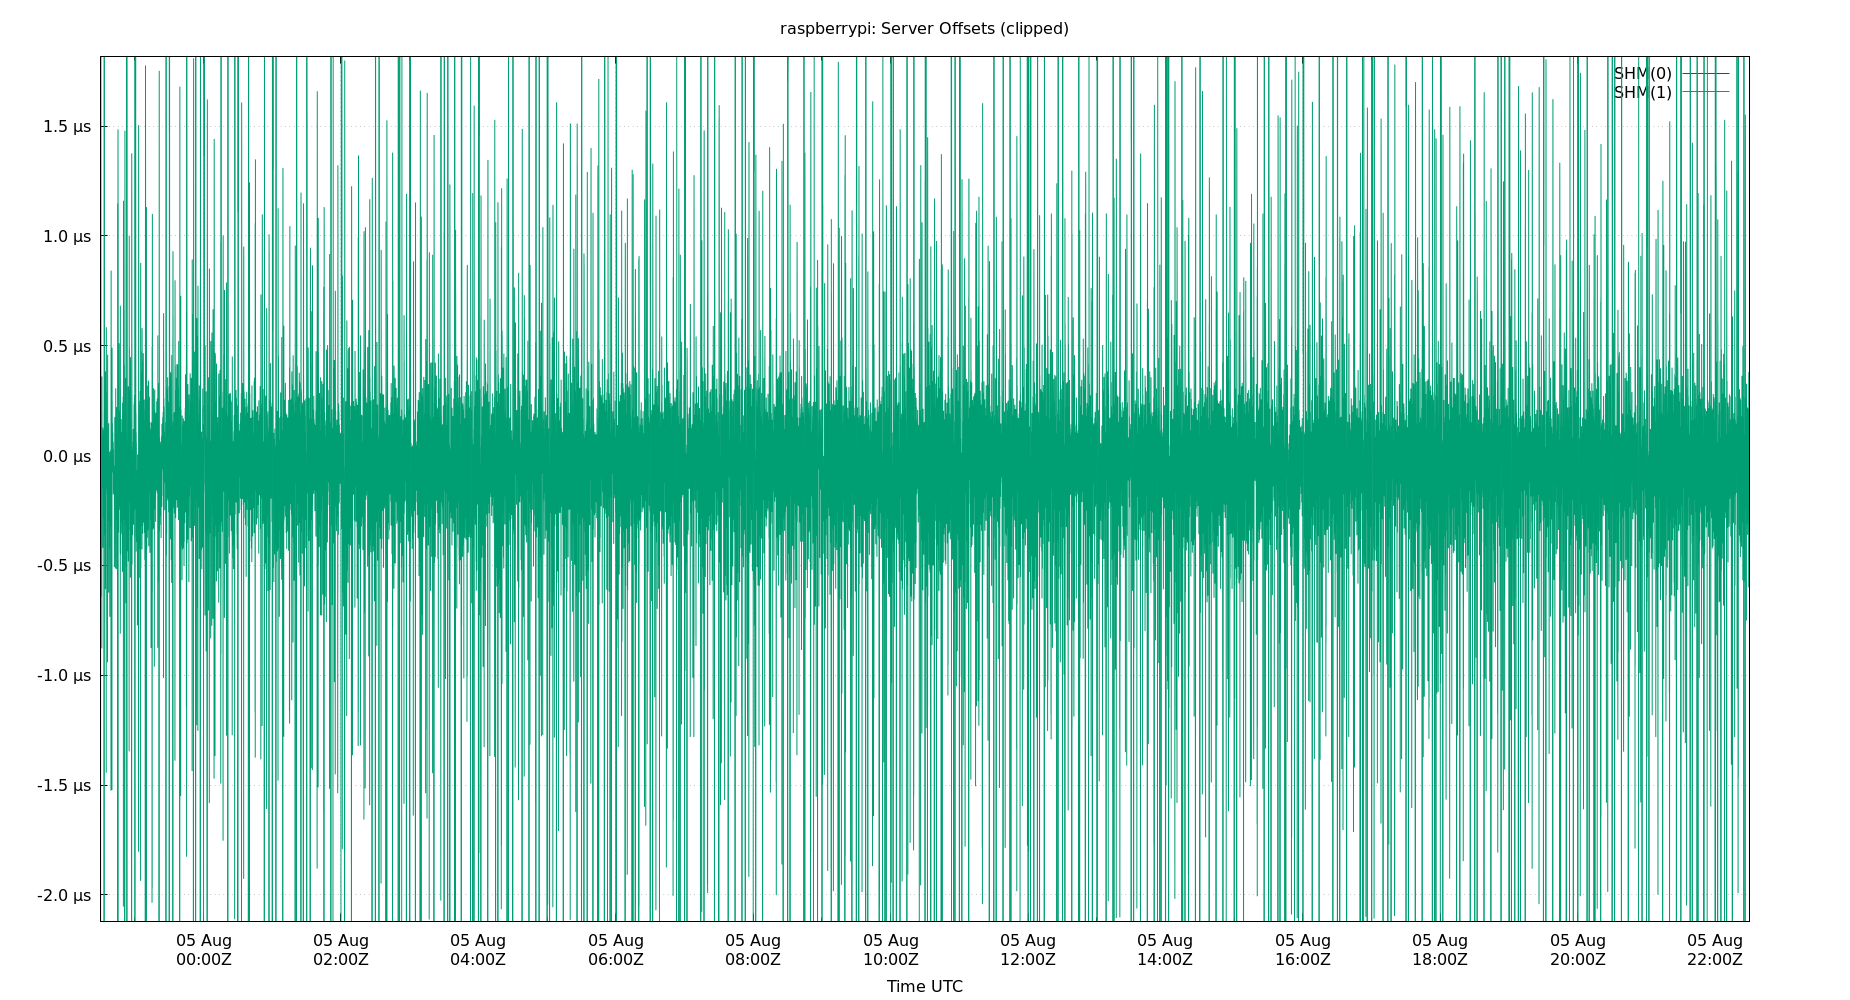 raspberrypi: Server Offsets (clipped)
SHM(0)
SHM(1)
1.5 µs
1.0 µs
0.5 µs
0.0 µs
-0.5 µs
-1.0 µs
-1.5 µs
-2.0 µs
05 Aug 05 Aug 05 Aug 05 Aug 05 Aug 05 Aug 05 Aug 05 Aug 05 Aug 05 Aug 05 Aug 05 Aug
00:00Z 02:00Z 04:00Z 06:00Z 08:00Z 10:00Z 12:00Z 14:00Z 16:00Z 18:00Z 20:00Z 22:00Z
Time UTC